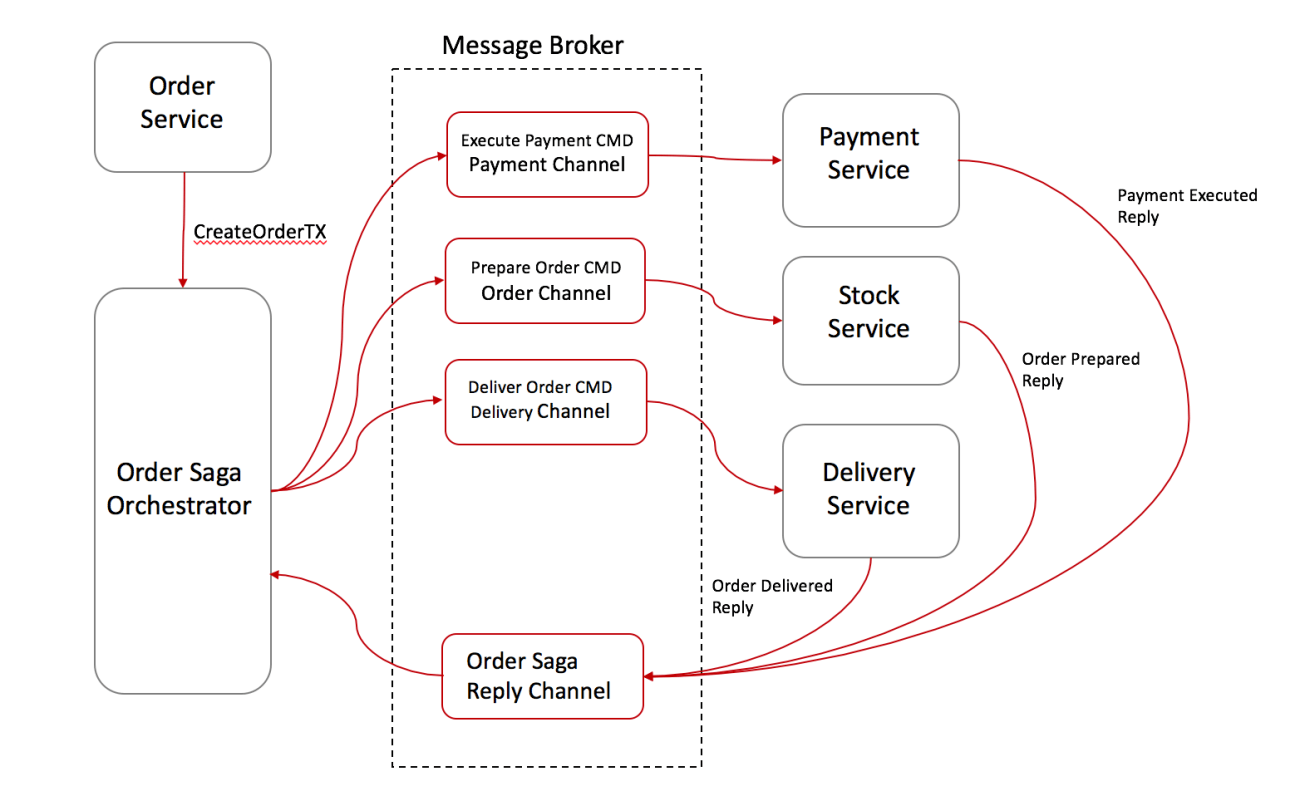 Message Broker
Order
Service
CreateOrderTX
Order Saga
Orchestrator
Execute Payment CMD
Payment Channel
Prepare Order CMD
Order Channel
Deliver Order CMD
Delivery Channel
Order Saga
Reply Channel
Payment
Service
Stock
Service
Delivery
Service
Payment Executed
Reply
Order Prepared
Reply
Order Delivered
Reply